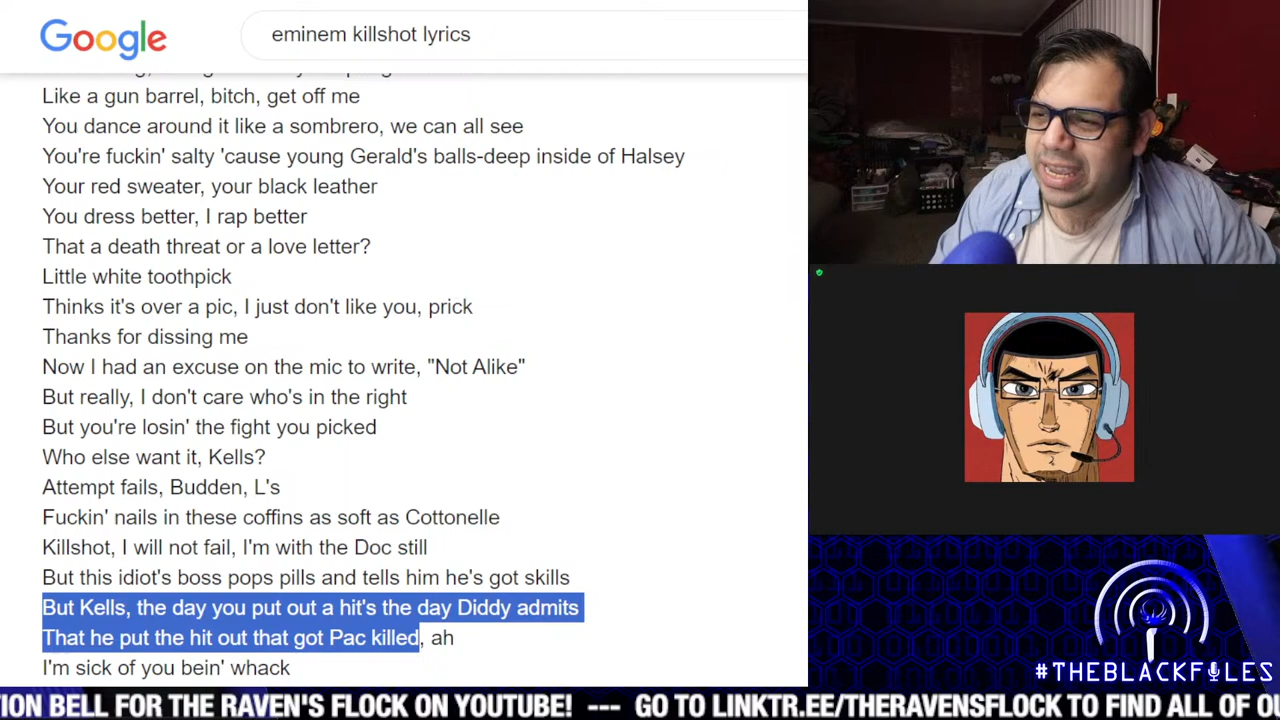 Google
eminem killshot lyrics
Like a gun barrel, bitch, get off me
You dance around it like a sombrero, we can all see
You're fuckin' salty 'cause young Gerald's balls-deep inside of Halsey
Your red sweater, your black leather
You dress better, I rap better
That a death threat or a love letter?
Little white toothpick
Thinks it's over a pic, I just don't like you, prick
Thanks for dissing me
Now I had an excuse on the mic to write, "Not Alike"
But really, I don't care who's in the right
But you're losin' the fight you picked
Who else want it, Kells?
Attempt fails, Budden, L's
Fuckin' nails in these coffins as soft as Cottonelle
Killshot, I will not fail, I'm with the Doc still
But this idiot's boss pops pills and tells him he's got skills
But Kells, the day you put out a hit's the day Diddy admits
That he put the hit out that got Pac killed, ah
I'm sick of you bein' whack
#THEBLACKFILES
TION BELL FOR THE RAVEN'S FLOCK ON YOUTUBE! --- GO TO LINKTR.EE/THERAVENSFLOCK TO FIND ALL OF OU